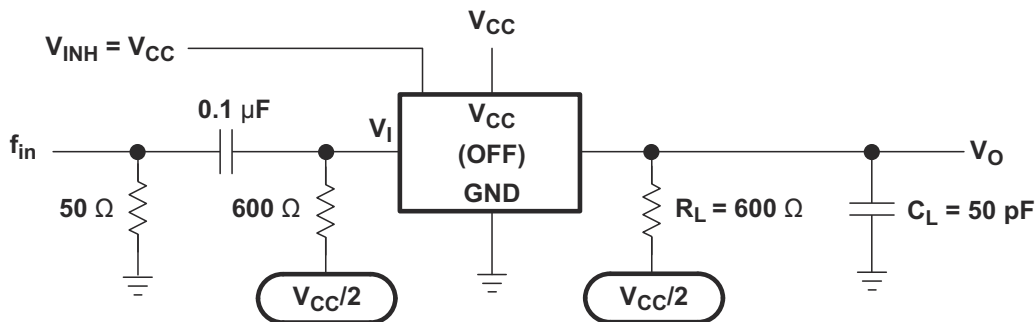 V_INH = V_CC
V_CC
0.1 µF
V_I
V_CC
(OFF)
GND
f_in
V_O
50 Ω
600 Ω
R_L = 600 Ω
C_L = 50 pF
V_CC/2
V_CC/2